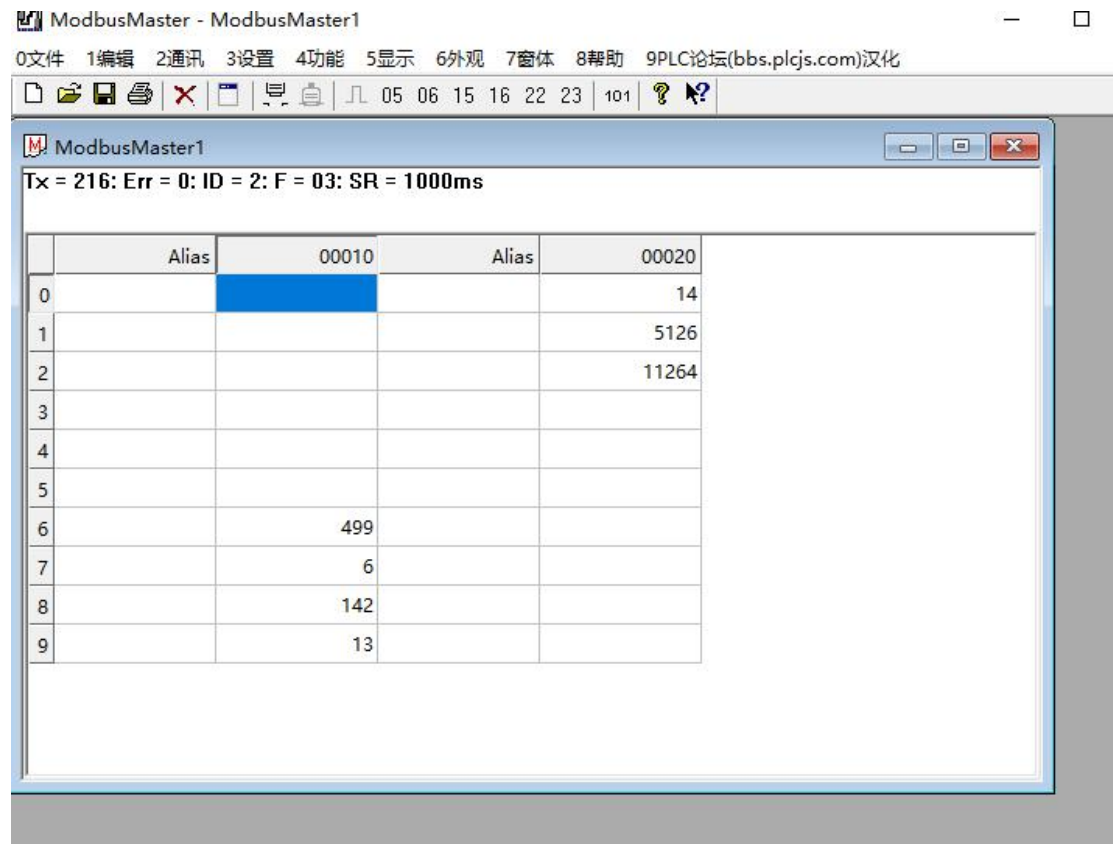 ModbusMaster - ModbusMaster1
0文件 1编辑 2通讯 3设置 4功能 5显示 6外观 7窗体 8帮助 9PLC论坛(bbs.plcjs.com)汉化
05 06 15 16 22 23 101
ModbusMaster1
Tx = 216: Err = 0: ID = 2: F = 03: SR = 1000ms
Alias 00010 Alias 00020
0 14
1 5126
2 11264
3
4
5
6 499
7 6
8 142
9 13